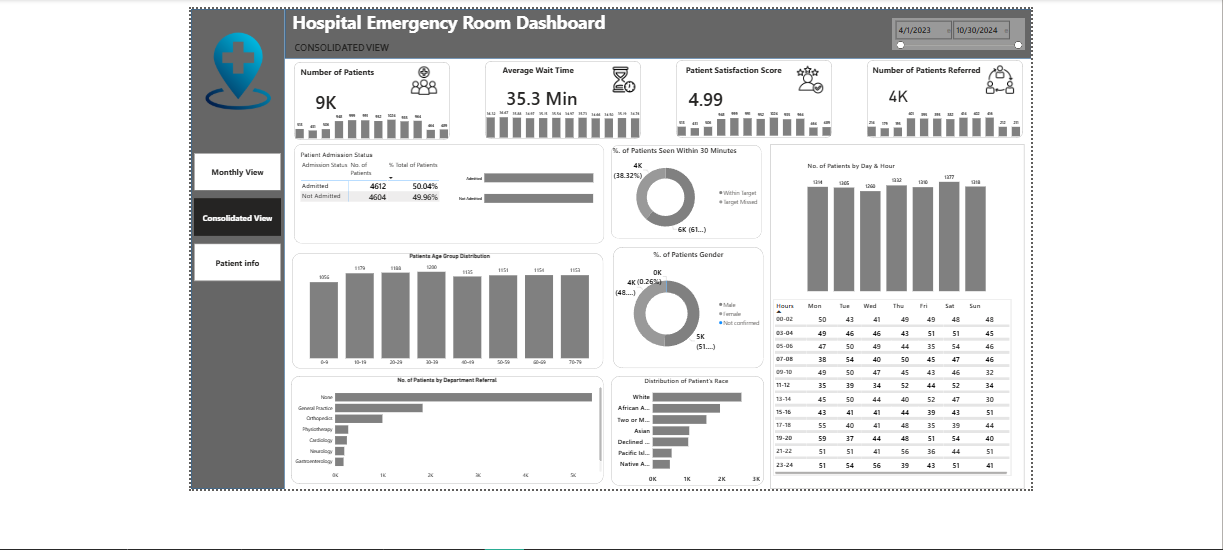 Hospital Emergency Room Dashboard
CONSOLIDATED VIEW
4/1/2023 10/30/2024
Monthly View
Consolidated View
Patient info
Number of Patients
9K
Average Wait Time
35.3 Min
Patient Satisfaction Score
4.99
Number of Patients Referred
4K
Patient Admission Status
Admission Status No. of Patients % Total of Patients
Admitted 4612 50.04%
Not Admitted 4604 49.96%
Admitted
Not Admitted
%. of Patients Seen Within 30 Minutes
4K
(38.32%)
6K (61...)
Within Target
Target Missed
Patients Age Group Distribution
1056 1179 1188 1200 1135 1151 1154 1153
0-9 10-19 20-29 30-39 40-49 50-59 60-69 70-79
%. of Patients Gender
0K
(0.26%)
4K
(48....)
5K
(51....)
Male
Female
Not confirmed
No. of Patients by Department Referral
None
General Practice
Orthopedics
Physiotherapy
Cardiology
Neurology
Gastroenterology
0K 1K 2K 3K 4K 5K
Distribution of Patient's Race
White
African A...
Two or M...
Asian
Declined ...
Pacific Isl...
Native A...
0K 1K 2K 3K
No. of Patients by Day & Hour
1314 1305 1260 1332 1310 1377 1318
Hours Mon Tue Wed Thu Fri Sat Sun
00-02 50 43 41 49 49 48 48
03-04 49 46 46 43 51 51 45
05-06 47 50 49 44 35 54 46
07-08 38 54 40 50 45 47 46
09-10 49 50 47 45 43 46 32
11-12 35 39 34 52 44 52 34
13-14 45 50 44 40 52 47 30
15-16 43 41 41 44 39 43 51
17-18 55 40 41 48 35 39 44
19-20 59 37 44 48 51 54 40
21-22 51 51 41 56 36 44 51
23-24 51 54 56 39 43 51 41